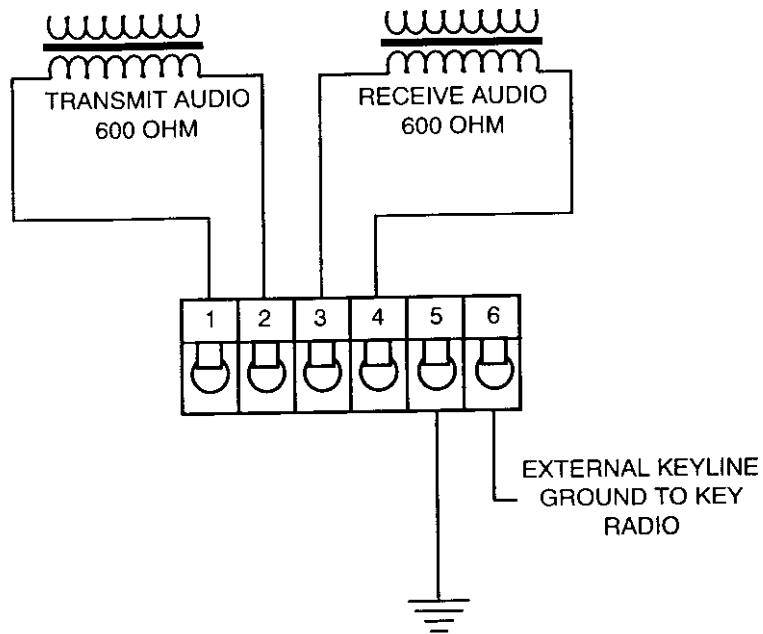 TRANSMIT AUDIO
600 OHM
RECEIVE AUDIO
600 OHM
1 2 3 4 5 6
EXTERNAL KEYLINE
GROUND TO KEY
RADIO